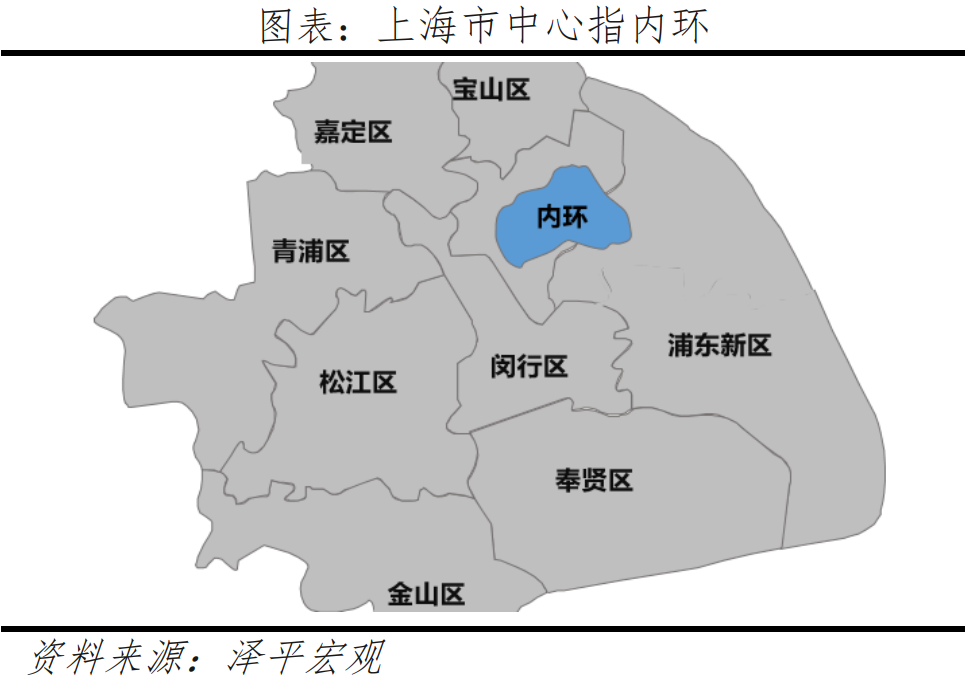 图表：上海市中心指内环
宝山区
嘉定区
内环
青浦区
浦东新区
闵行区
松江区
奉贤区
金山区
资料来源：泽平宏观